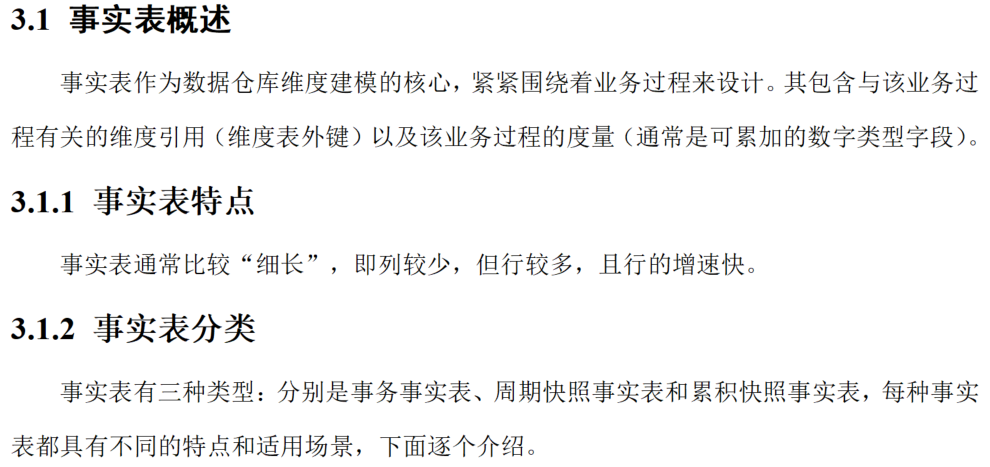 3.1 事实表概述
事实表作为数据仓库维度建模的核心，紧紧围绕着业务过程来设计。其包含与该业务过
程有关的维度引用（维度表外键）以及该业务过程的度量（通常是可累加的数字类型字段）。
3.1.1 事实表特点
事实表通常比较“细长”，即列较少，但行较多，且行的增速快。
3.1.2 事实表分类
事实表有三种类型：分别是事务事实表、周期快照事实表和累积快照事实表，每种事实
表都具有不同的特点和适用场景，下面逐个介绍。